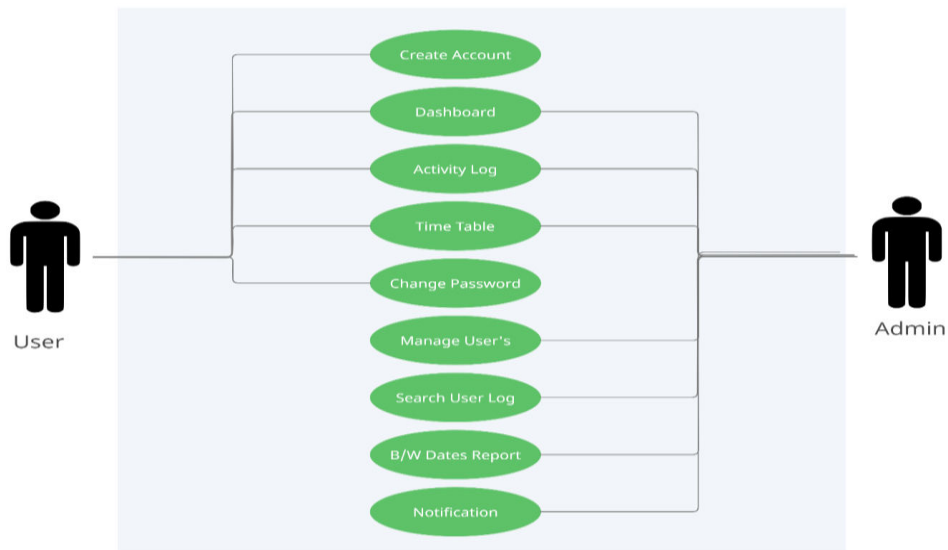 Create Account
Dashboard
Activity Log
Time Table
Change Password
Manage User's
Search User Log
B/W Dates Report
Notification
User
Admin